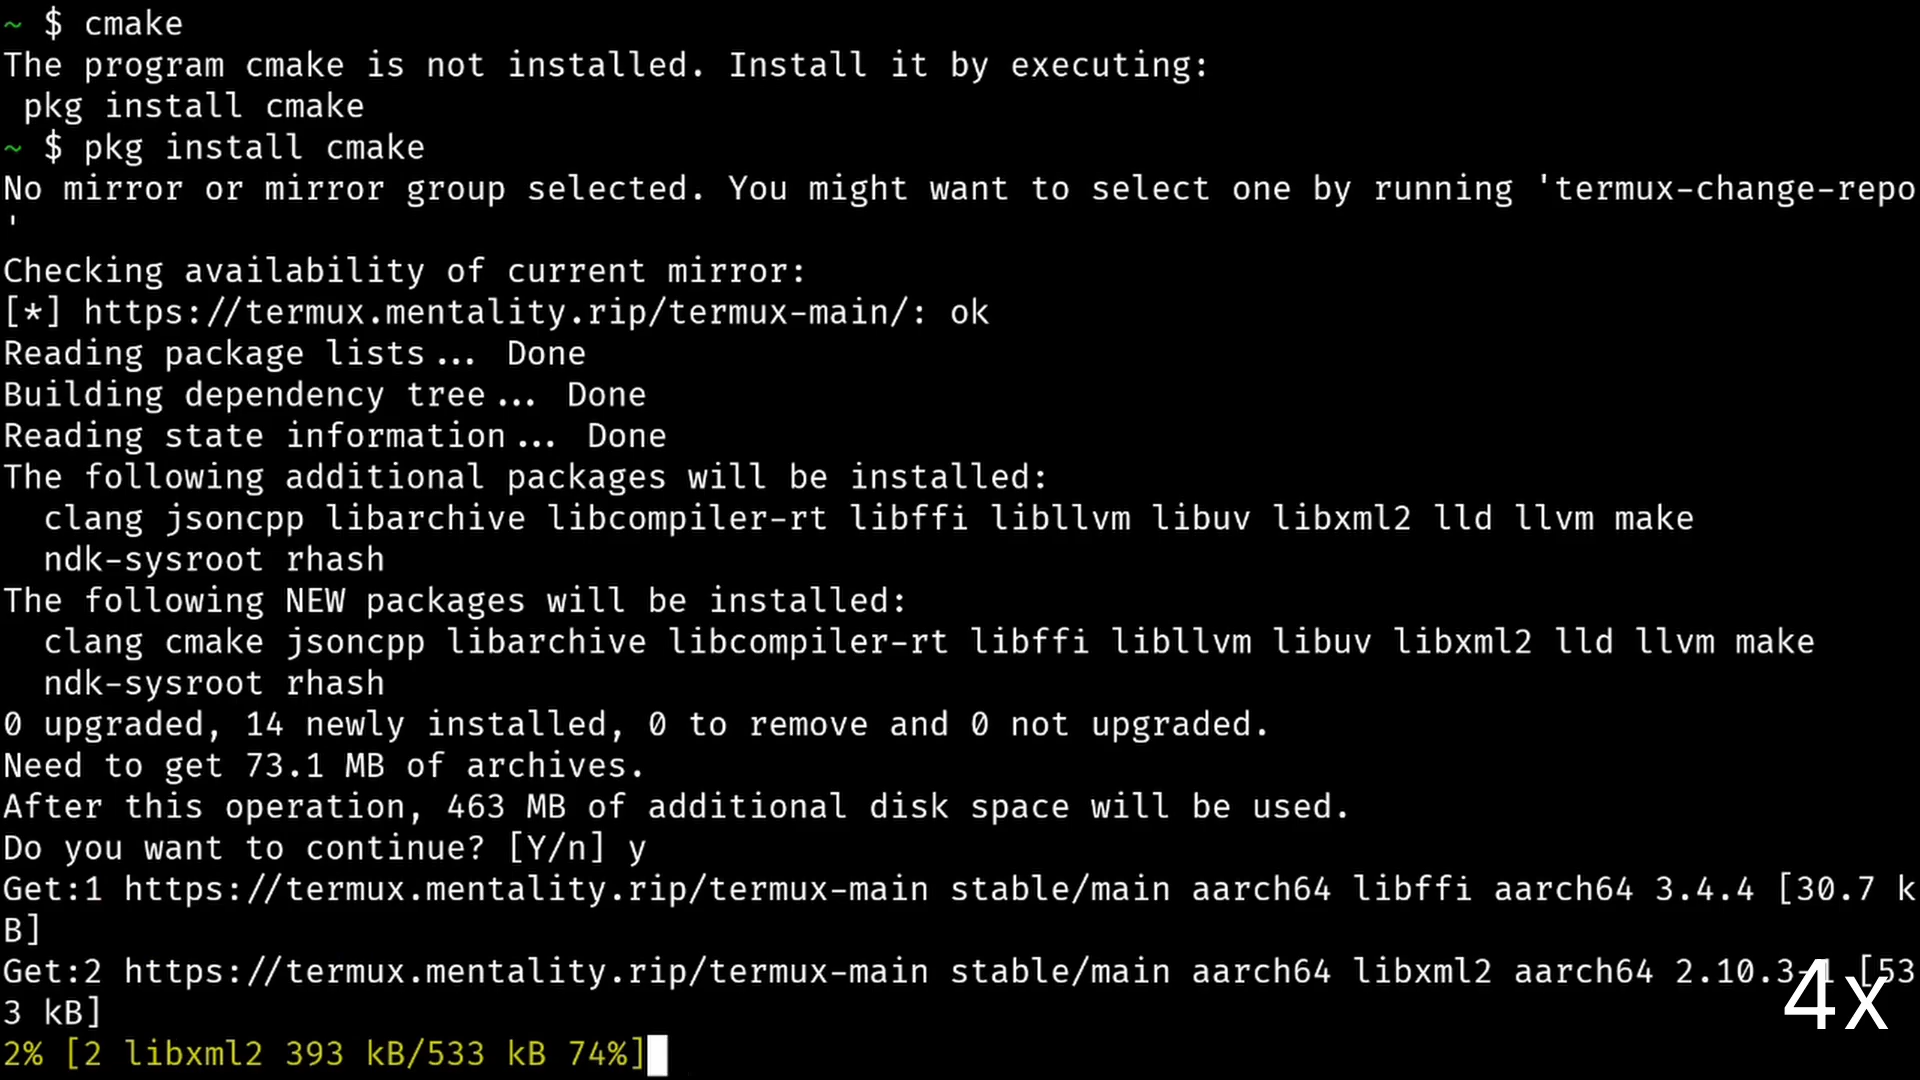 ~ $ cmake
The program cmake is not installed. Install it by executing:
 pkg install cmake
~ $ pkg install cmake
No mirror or mirror group selected. You might want to select one by running 'termux-change-repo
'
Checking availability of current mirror:
[*] https://termux.mentality.rip/termux-main/: ok
Reading package lists... Done
Building dependency tree... Done
Reading state information... Done
The following additional packages will be installed:
  clang jsoncpp libarchive libcompiler-rt libffi libllvm libuv libxml2 lld llvm make
  ndk-sysroot rhash
The following NEW packages will be installed:
  clang cmake jsoncpp libarchive libcompiler-rt libffi libllvm libuv libxml2 lld llvm make
  ndk-sysroot rhash
0 upgraded, 14 newly installed, 0 to remove and 0 not upgraded.
Need to get 73.1 MB of archives.
After this operation, 463 MB of additional disk space will be used.
Do you want to continue? [Y/n] y
Get:1 https://termux.mentality.rip/termux-main stable/main aarch64 libffi aarch64 3.4.4 [30.7 k
B]
Get:2 https://termux.mentality.rip/termux-main stable/main aarch64 libxml2 aarch64 2.10.3-1 [53
3 kB]
2% [2 libxml2 393 kB/533 kB 74%]
4x